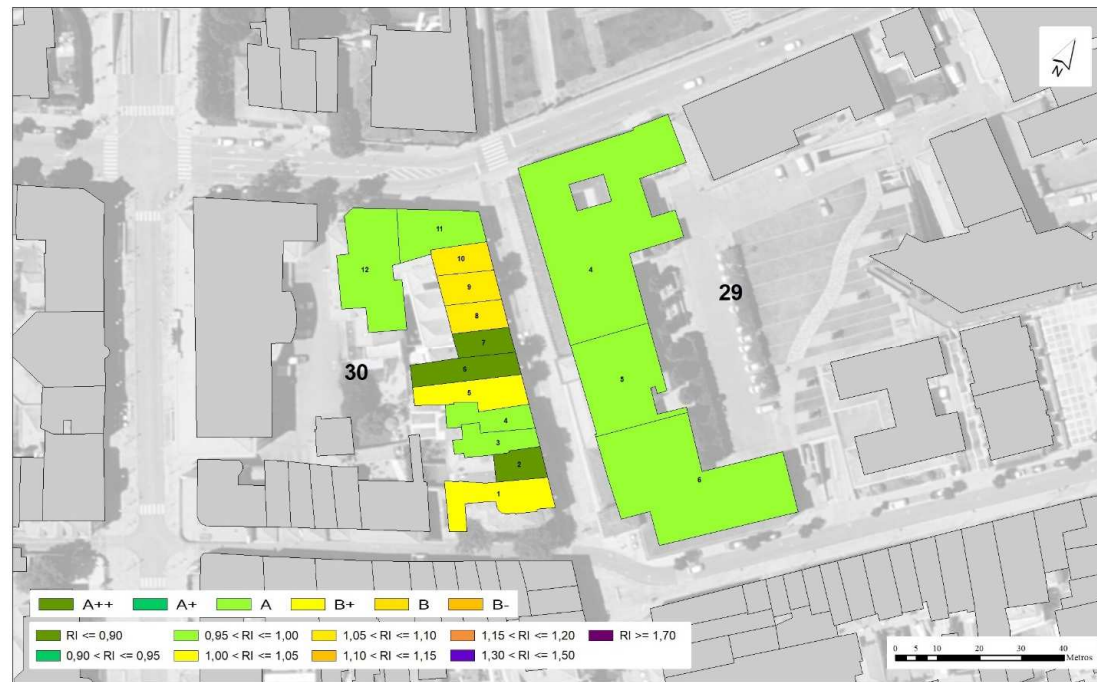 N
11
12
10
9
8
7
6
5
4
3
2
1
30
4
5
6
29
A++ A+ A B+ B B-
RI <= 0,90 0,95 < RI <= 1,00 1,05 < RI <= 1,10 1,15 < RI <= 1,20 RI >= 1,70
0,90 < RI <= 0,95 1,00 < RI <= 1,05 1,10 < RI <= 1,15 1,30 < RI <= 1,50
0 5 10 20 30 40
Metros